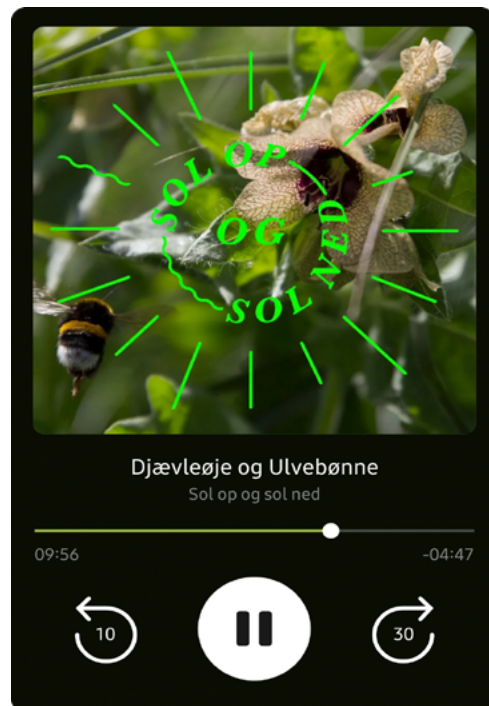 SOL OP
OG
SOL NED
Djævleøje og Ulvebønne
Sol op og sol ned
09:56
-04:47
10
30